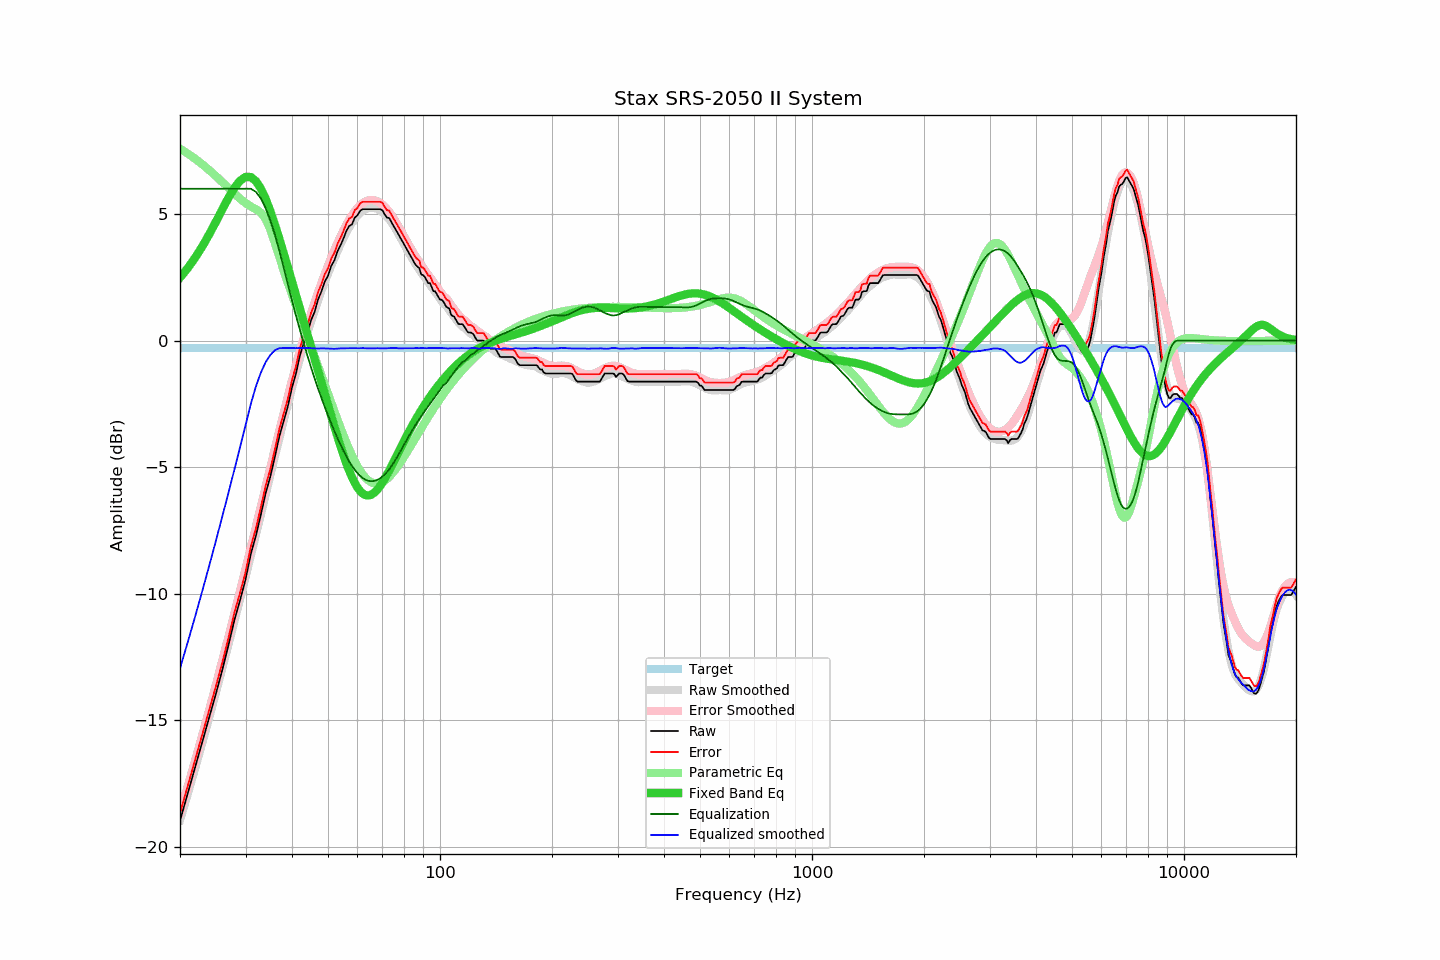 Stax SRS-2050 II System
Amplitude (dBr)
5
0
−5
−10
−15
−20
Target
Raw Smoothed
Error Smoothed
Raw
Error
Parametric Eq
Fixed Band Eq
Equalization
Equalized smoothed
100
1000
10000
Frequency (Hz)